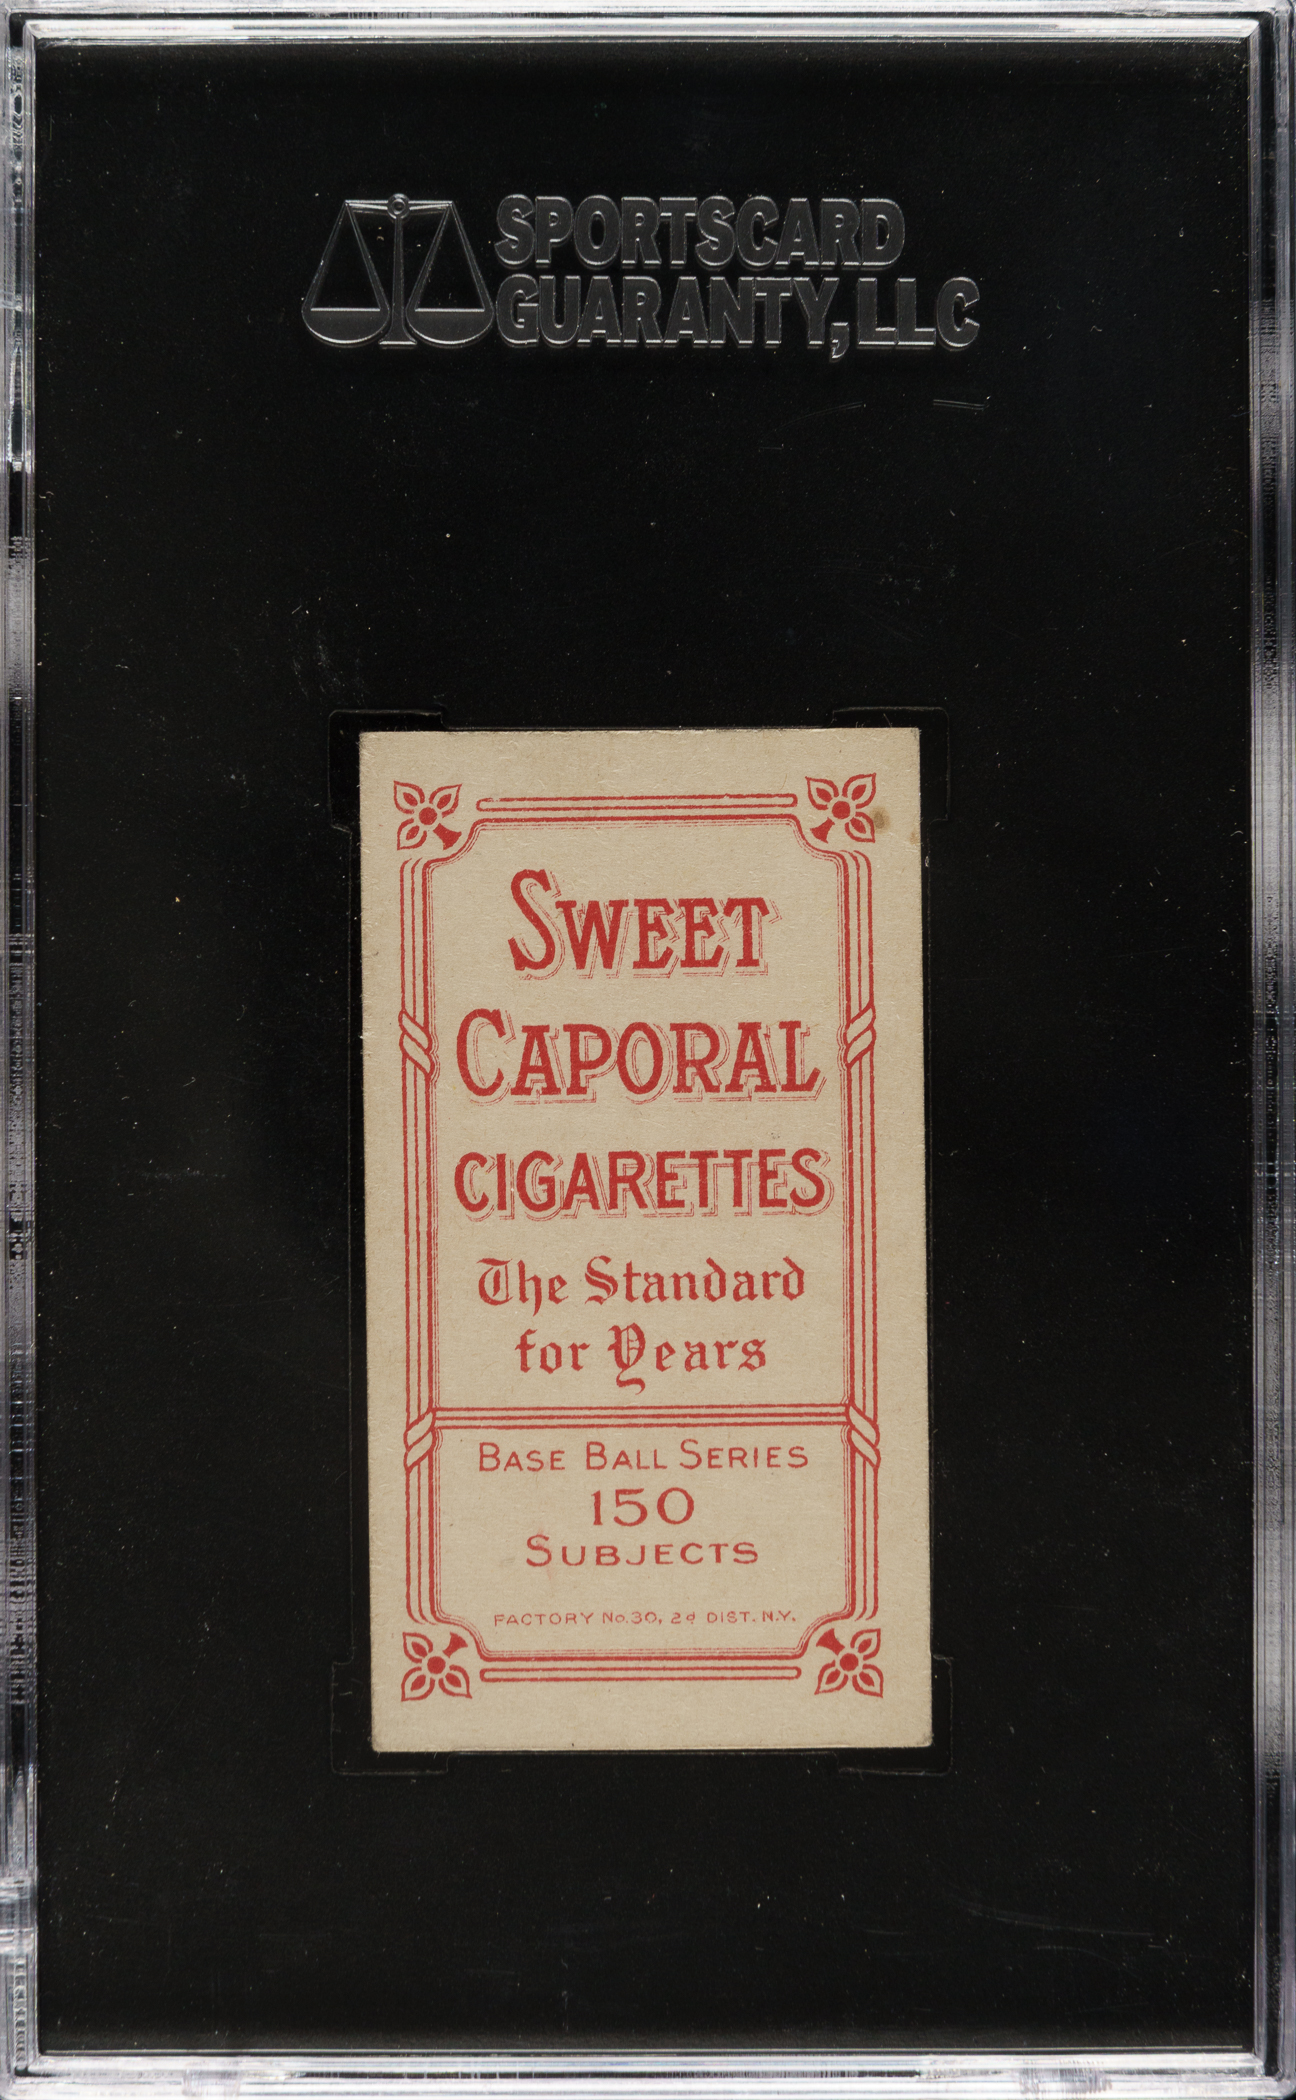 SPORTSCARD
GUARANTY, LLC
SWEET
CAPORAL
CIGARETTES
The Standard
for Years
BASE BALL SERIES
150
SUBJECTS
FACTORY No. 30, 2d DIST. N.Y.